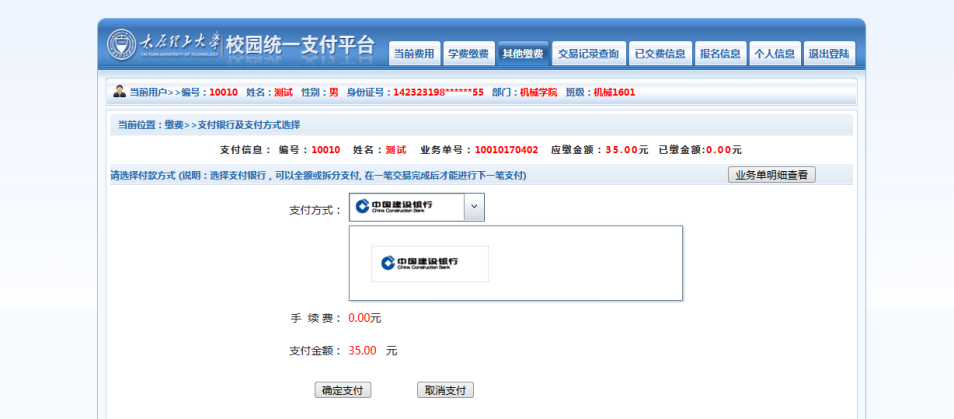 太原理工大学 校园统一支付平台
TAIYUAN UNIVERSITY OF TECHNOLOGY
当前费用 学费缴费 其他缴费 交易记录查询 已交费信息 报名信息 个人信息 退出登陆
当前用户>>编号：10010 姓名：测试 性别：男 身份证号：142323198******55 部门：机械学院 班级：机械1601
当前位置：缴费>>支付银行及支付方式选择
支付信息： 编号：10010 姓名：测试 业务单号：10010170402 应缴金额：35.00元 已缴金额:0.00元
请选择付款方式 (说明：选择支付银行，可以全额或拆分支付, 在一笔交易完成后才能进行下一笔支付)
业务单明细查看
支付方式： 中国建设银行
China Construction Bank
中国建设银行
China Construction Bank
手 续 费： 0.00元
支付金额： 35.00 元
确定支付 取消支付